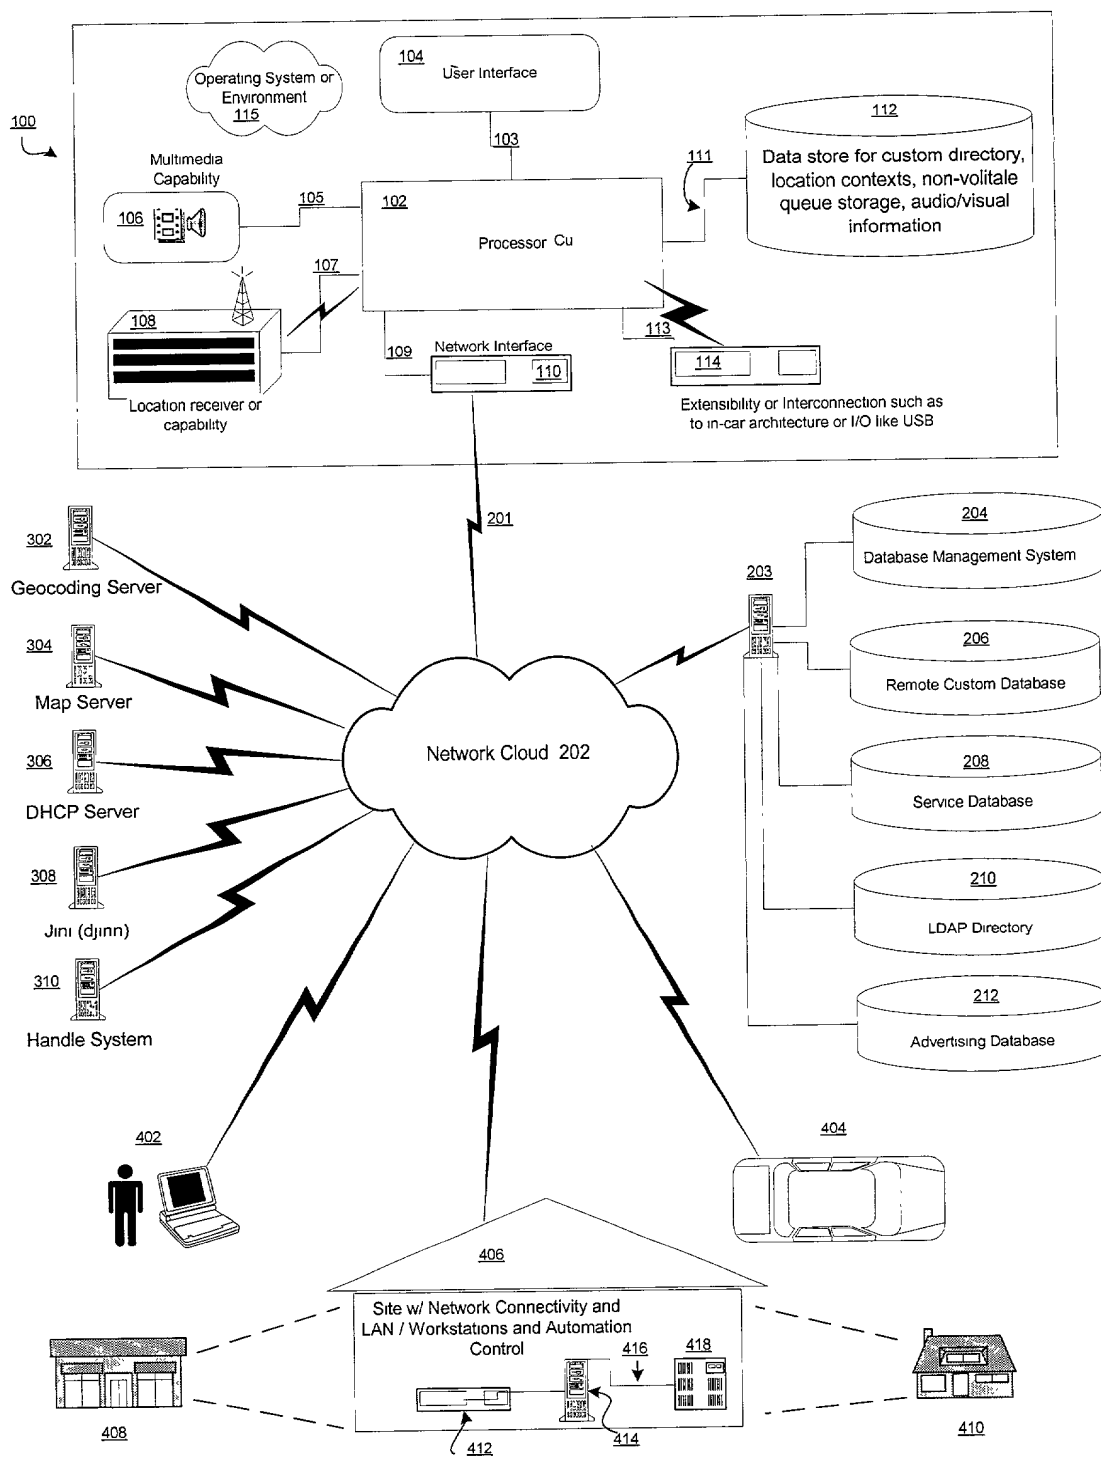 100
Operating System or
Environment
115
104
User Interface
103
112
Data store for custom directory,
location contexts, non-volitale
queue storage, audio/visual
information
111
Multimedia
Capability
106
105
102
Processor Cu
107
108
Location receiver or
capability
109
Network Interface
110
113
114
Extensibility or Interconnection such as
to in-car architecture or I/O like USB
201
302
Geocoding Server
304
Map Server
306
DHCP Server
308
Jini (djinn)
310
Handle System
Network Cloud 202
203
204
Database Management System
206
Remote Custom Database
208
Service Database
210
LDAP Directory
212
Advertising Database
402
404
406
Site w/ Network Connectivity and
LAN / Workstations and Automation
Control
416
418
412
414
408
410